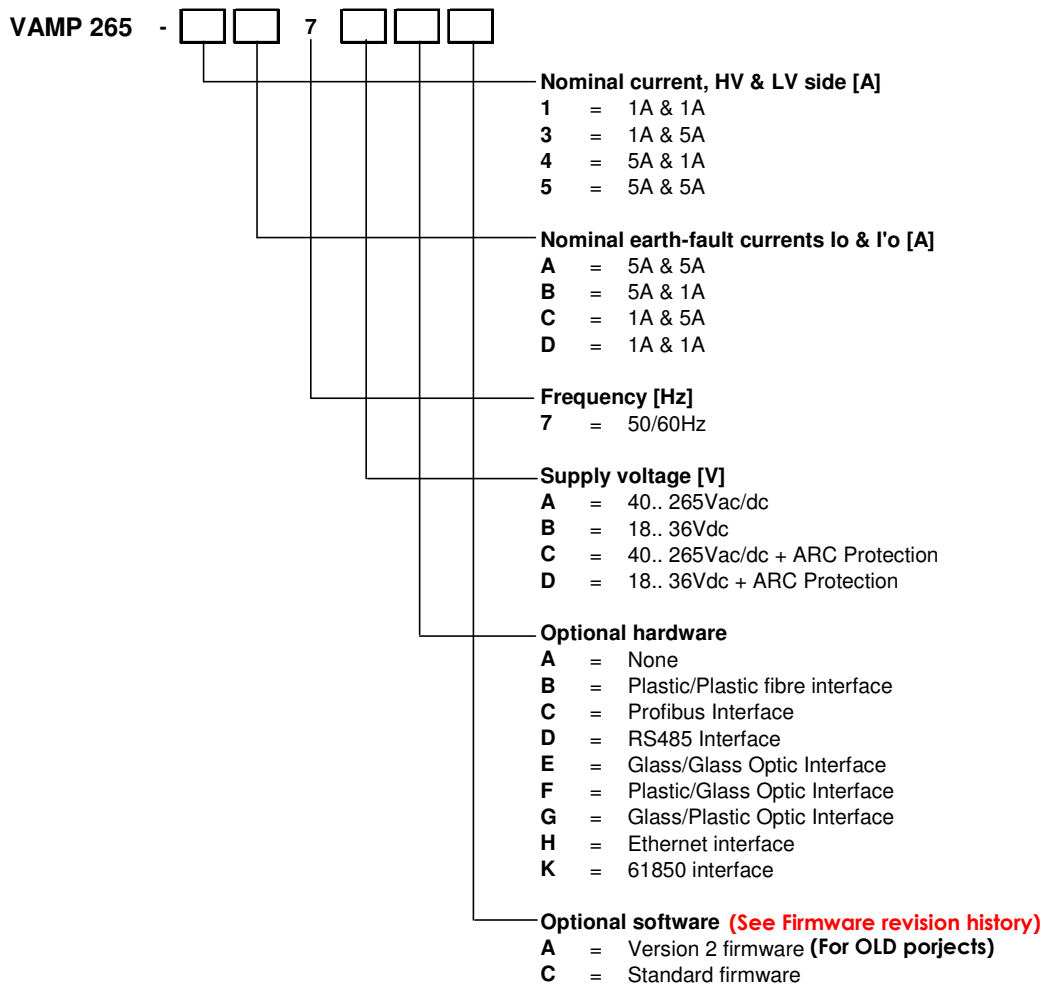 VAMP 265 - 7
Nominal current, HV & LV side [A]
1 = 1A & 1A
3 = 1A & 5A
4 = 5A & 1A
5 = 5A & 5A
Nominal earth-fault currents Io & I'o [A]
A = 5A & 5A
B = 5A & 1A
C = 1A & 5A
D = 1A & 1A
Frequency [Hz]
7 = 50/60Hz
Supply voltage [V]
A = 40.. 265Vac/dc
B = 18.. 36Vdc
C = 40.. 265Vac/dc + ARC Protection
D = 18.. 36Vdc + ARC Protection
Optional hardware
A = None
B = Plastic/Plastic fibre interface
C = Profibus Interface
D = RS485 Interface
E = Glass/Glass Optic Interface
F = Plastic/Glass Optic Interface
G = Glass/Plastic Optic Interface
H = Ethernet interface
K = 61850 interface
Optional software (See Firmware revision history)
A = Version 2 firmware (For OLD porjects)
C = Standard firmware